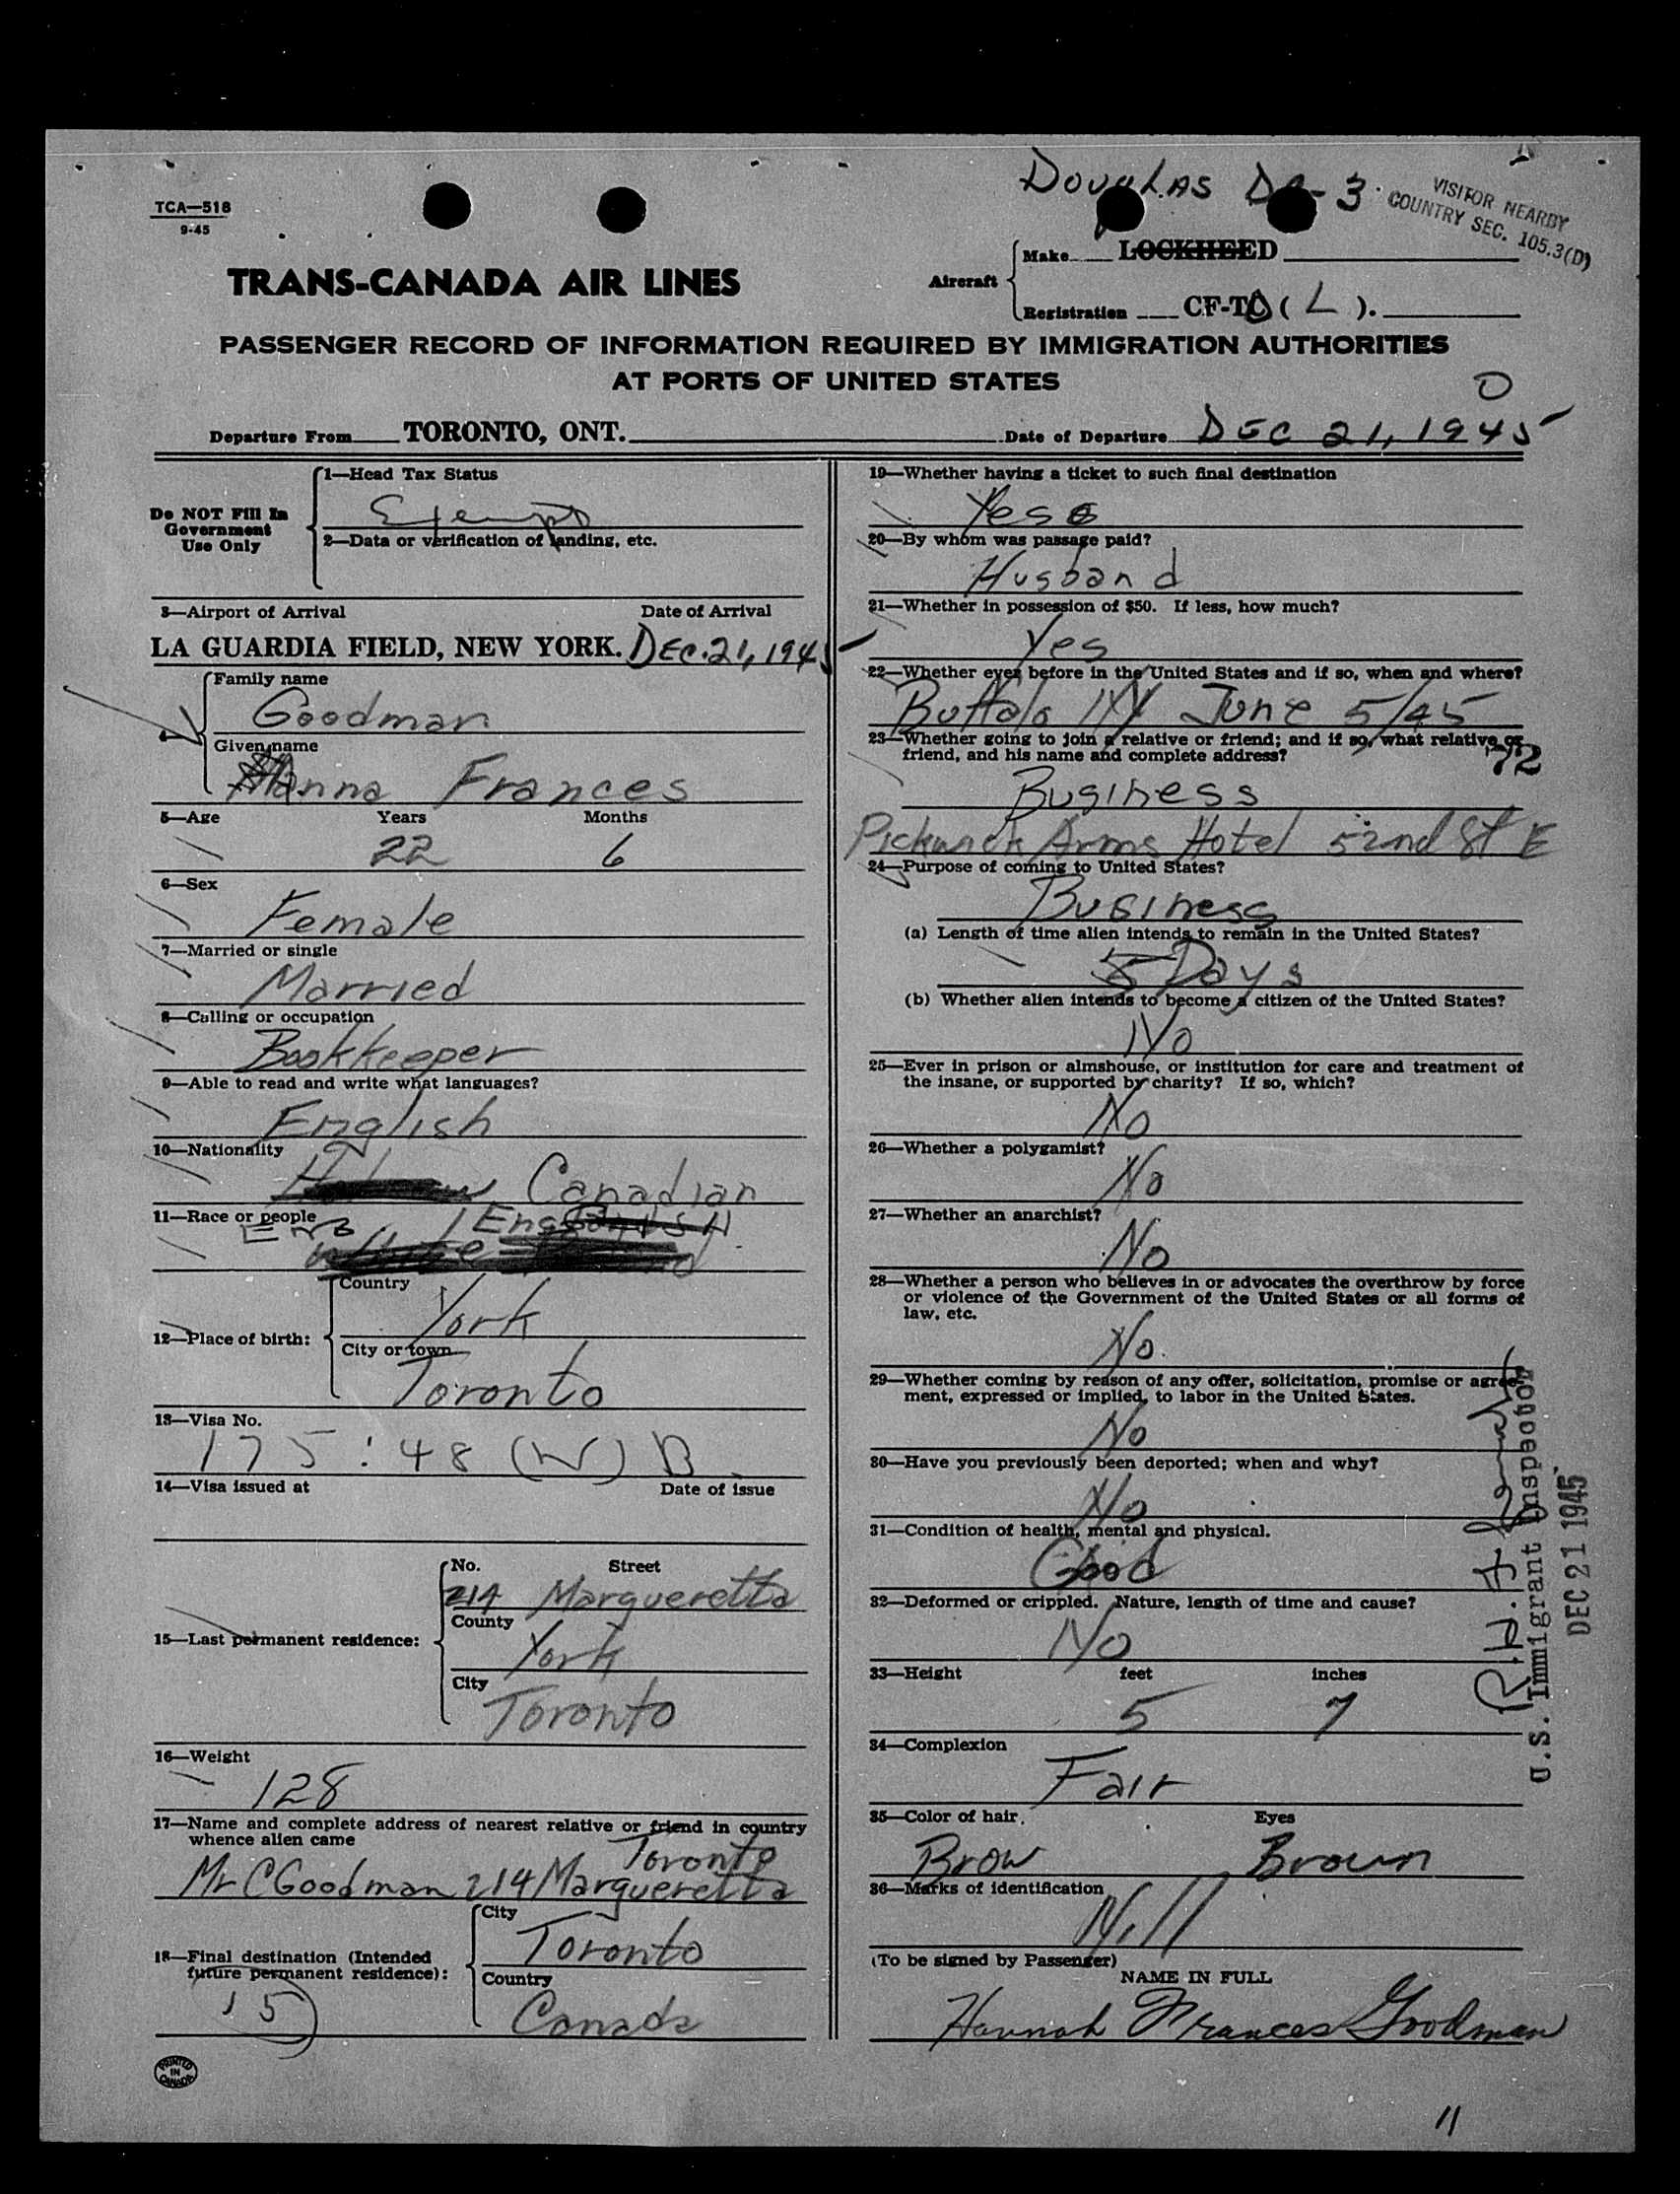 DOUGLAS DC-3
VISITOR NEARBY
COUNTRY SEC. 105.3(D)
TCA—518
9-45
TRANS-CANADA AIR LINES
Aircraft
Make LOCKHEED
Registration CF-TD ( L ).
PASSENGER RECORD OF INFORMATION REQUIRED BY IMMIGRATION AUTHORITIES
AT PORTS OF UNITED STATES
O
Departure From TORONTO, ONT. Date of Departure DEC 21, 1945
Do NOT Fill In
Government
Use Only
1—Head Tax Status
Exempt
2—Data or verification of landing, etc.
3—Airport of Arrival Date of Arrival
LA GUARDIA FIELD, NEW YORK. DEC. 21, 1945
4—
Family name
Goodman
Given name
Hanna Frances
5—Age Years Months
22 6
6—Sex
Female
7—Married or single
Married
8—Calling or occupation
Bookkeeper
9—Able to read and write what languages?
English
10—Nationality
Canadian
11—Race or people
ENG
12—Place of birth:
Country
York
City or town
Toronto
13—Visa No.
175:48 (W) B
14—Visa issued at Date of issue
15—Last permanent residence:
No. Street
214 Margueretta
County
York
City
Toronto
16—Weight
128
17—Name and complete address of nearest relative or friend in country
whence alien came
Toronto
Mr C Goodman 214 Margueretta
18—Final destination (Intended
future permanent residence):
City
Toronto
Country
Canada
15
PRINTED
IN
CANADA
19—Whether having a ticket to such final destination
Yes
20—By whom was passage paid?
Husband
21—Whether in possession of $50. If less, how much?
Yes
22—Whether ever before in the United States and if so, when and where?
Buffalo NY June 5/45
23—Whether going to join a relative or friend; and if so, what relative or
friend, and his name and complete address?
72
Business
Pickwick Arms Hotel 52nd St E
24—Purpose of coming to United States?
Business
(a) Length of time alien intends to remain in the United States?
5 Days
(b) Whether alien intends to become a citizen of the United States?
No
25—Ever in prison or almshouse, or institution for care and treatment of
the insane, or supported by charity? If so, which?
No
26—Whether a polygamist?
No
27—Whether an anarchist?
No
28—Whether a person who believes in or advocates the overthrow by force
or violence of the Government of the United States or all forms of
law, etc.
No
29—Whether coming by reason of any offer, solicitation, promise or agree-
ment, expressed or implied, to labor in the United States.
No
30—Have you previously been deported; when and why?
No
31—Condition of health, mental and physical.
Good
32—Deformed or crippled. Nature, length of time and cause?
No
33—Height feet inches
5 7
34—Complexion
Fair
35—Color of hair Eyes
Brow Brown
36—Marks of identification
Nill
(To be signed by Passenger)
NAME IN FULL
Hannah Frances Goodman
U.S. Immigrant Inspector
DEC 21 1945
11